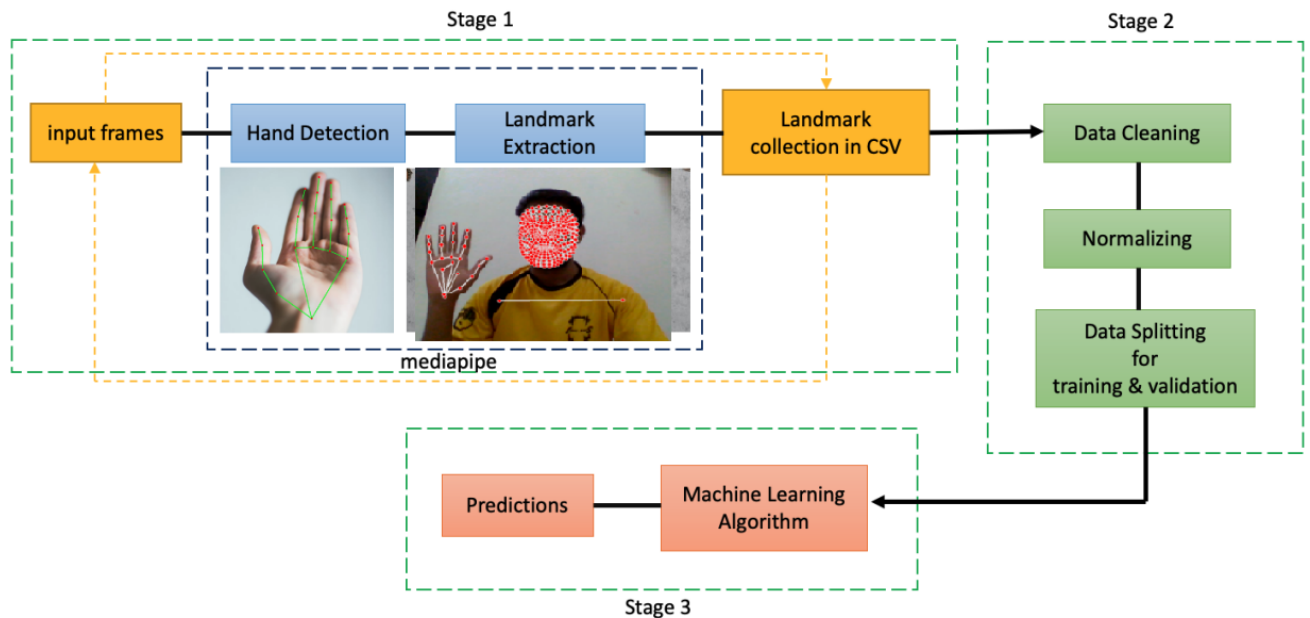 Stage 1
Stage 2
input frames
Hand Detection
Landmark
Extraction
Landmark
collection in CSV
Data Cleaning
Normalizing
mediapipe
Data Splitting
for
training & validation
Predictions
Machine Learning
Algorithm
Stage 3